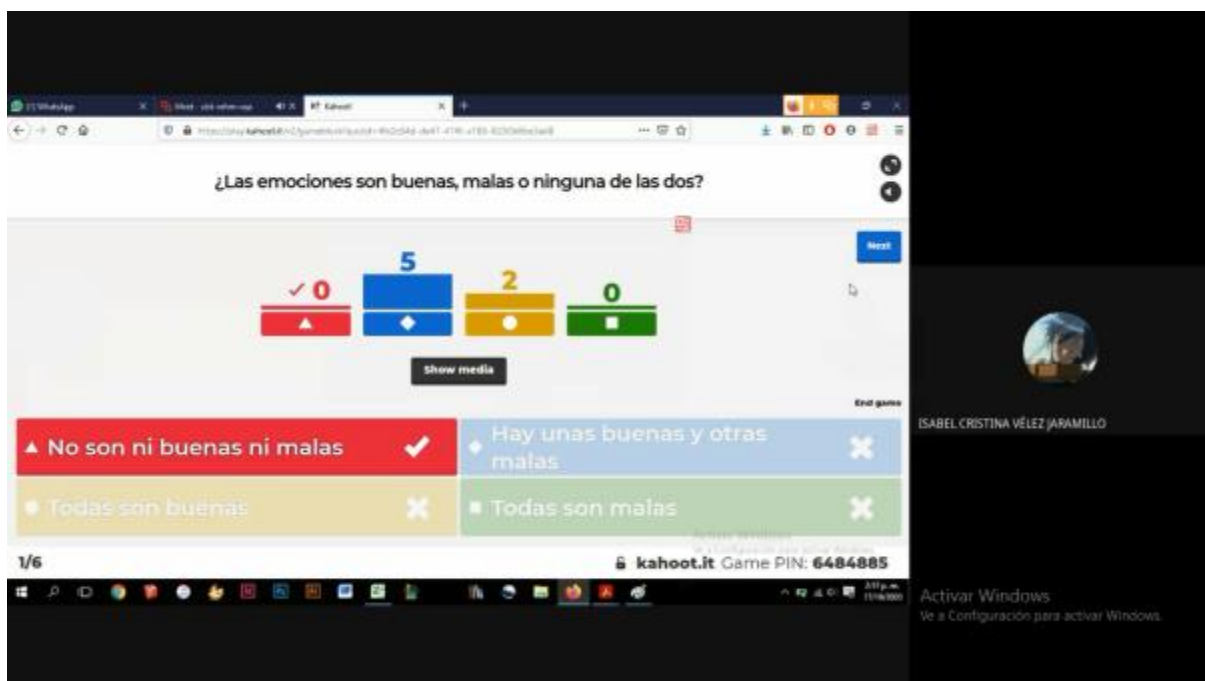 WhatsApp
Kahoot!
¿Las emociones son buenas, malas o ninguna de las dos?
Next
0
5
2
0
Show media
End game
No son ni buenas ni malas
Hay unas buenas y otras
malas
Todas son buenas
Todas son malas
1/6
kahoot.it Game PIN: 6484885
ISABEL CRISTINA VÉLEZ JARAMILLO
Activar Windows
Ve a Configuración para activar Windows.